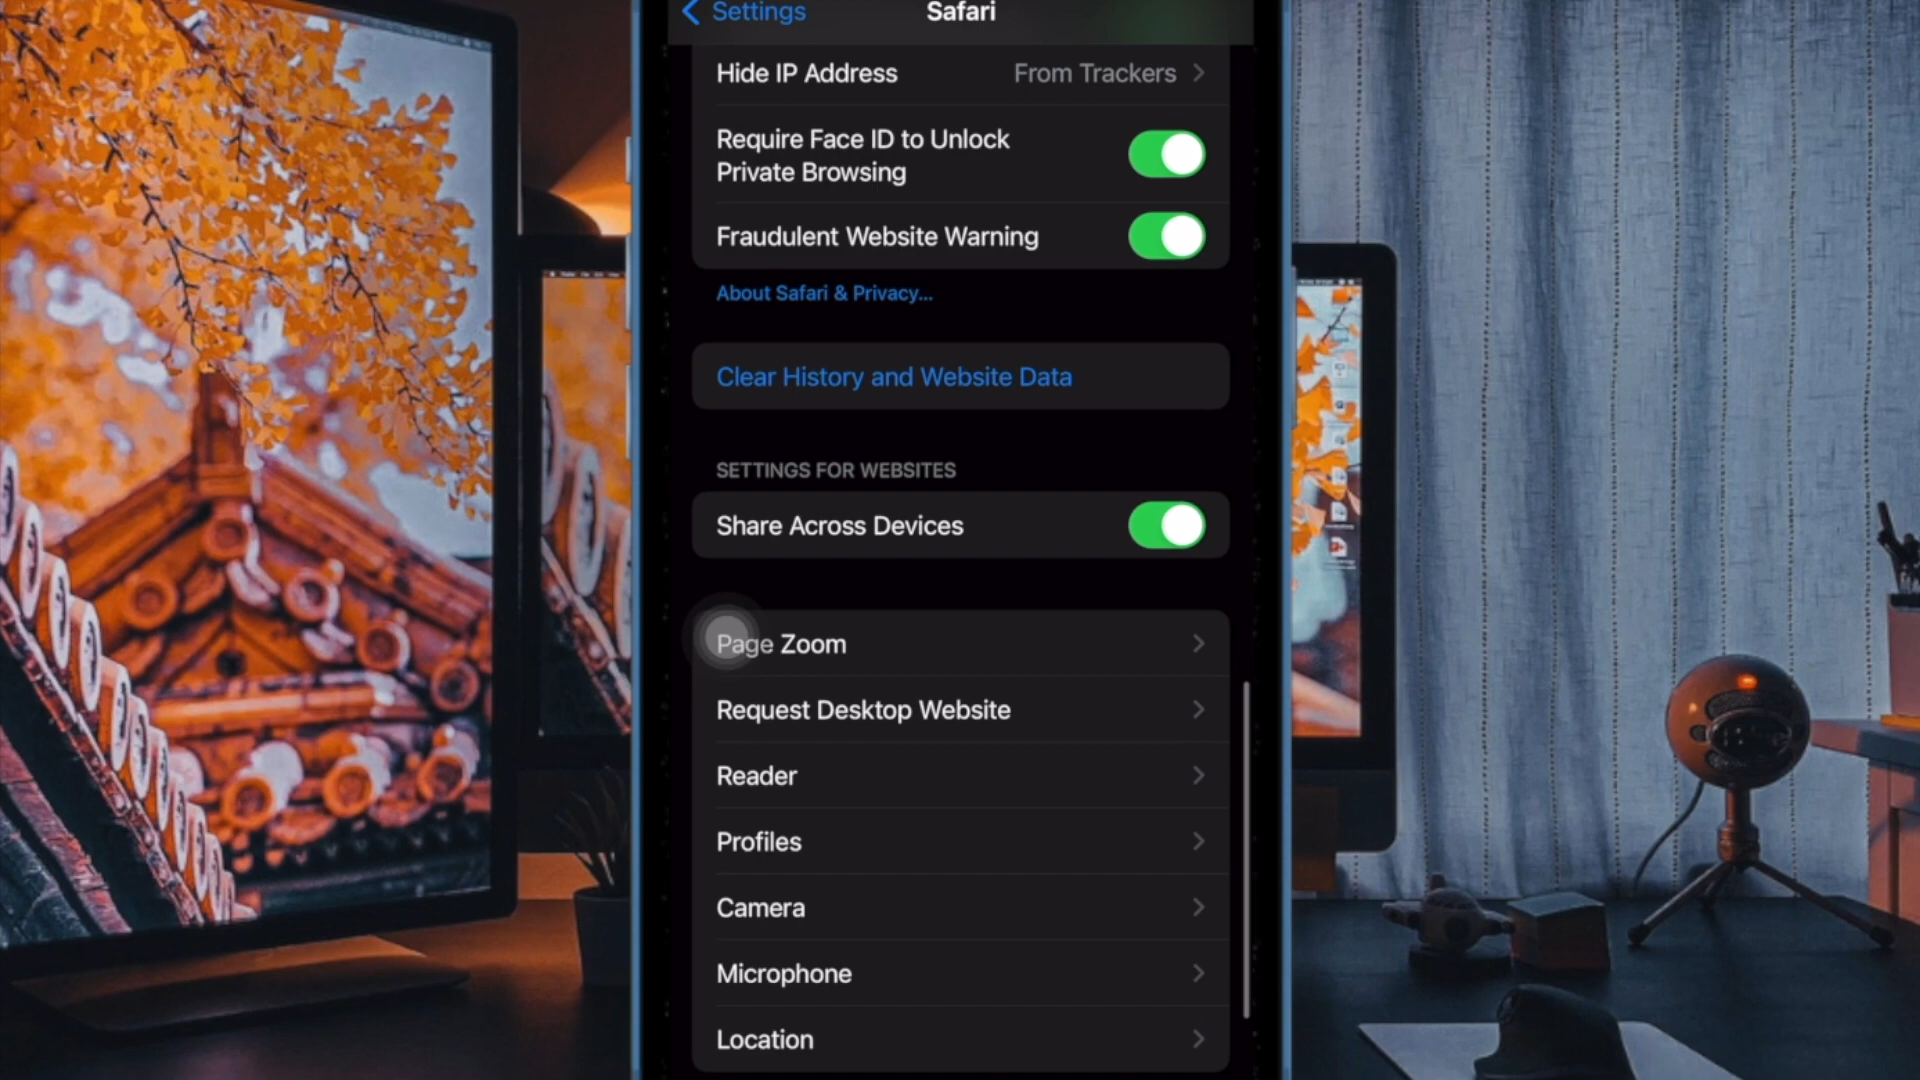 Settings
Safari
Hide IP Address From Trackers
Require Face ID to Unlock
Private Browsing
Fraudulent Website Warning
About Safari & Privacy...
Clear History and Website Data
SETTINGS FOR WEBSITES
Share Across Devices
Page Zoom
Request Desktop Website
Reader
Profiles
Camera
Microphone
Location